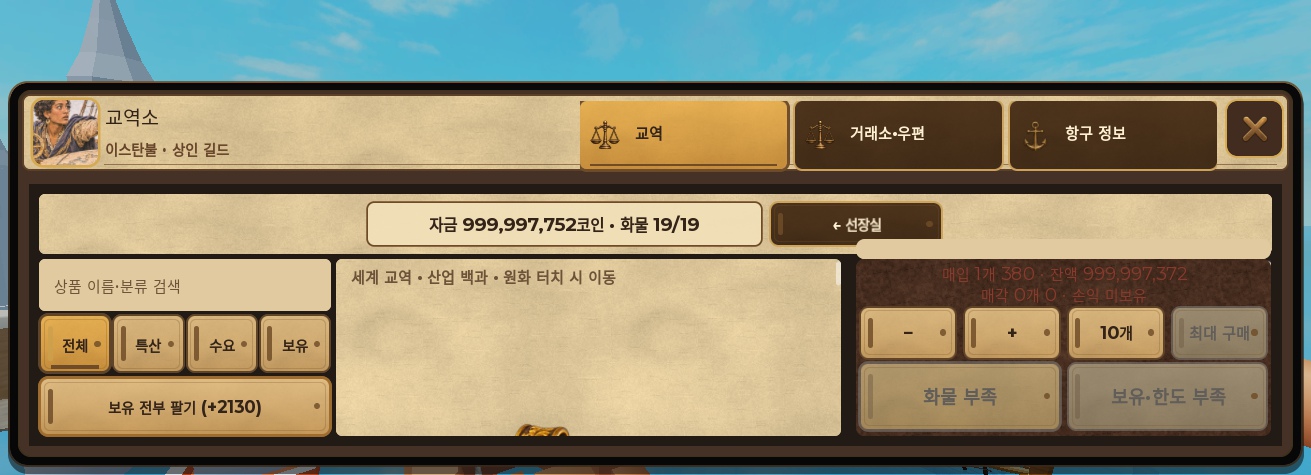 교역소
이스탄불 • 상인 길드
교역
거래소•우편
항구 정보
자금 999,997,752코인 • 화물 19/19
← 선장실
상품 이름·분류 검색
전체
특산
수요
보유
보유 전부 팔기 (+2130)
세계 교역 • 산업 백과 • 원화 터치 시 이동
매입 1개 380 · 잔액 999,997,372
매각 0개 0 · 손익 미보유
−
+
10개
최대 구매
화물 부족
보유·한도 부족